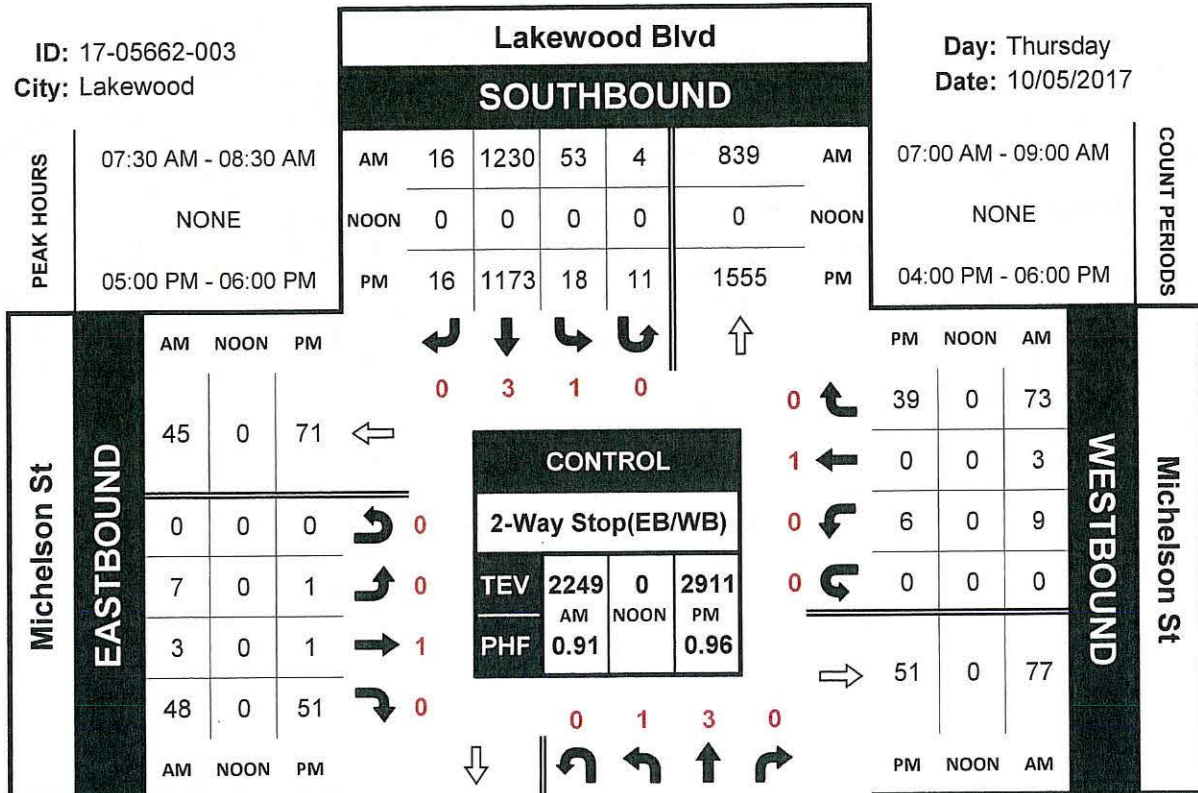 ID: 17-05662-003
City: Lakewood
Lakewood Blvd
SOUTHBOUND
Day: Thursday
Date: 10/05/2017
PEAK HOURS
07:30 AM - 08:30 AM
NONE
05:00 PM - 06:00 PM
AM 16 1230 53 4 839 AM
NOON 0 0 0 0 0 NOON
PM 16 1173 18 11 1555 PM
07:00 AM - 09:00 AM
NONE
04:00 PM - 06:00 PM
COUNT PERIODS
0 3 1 0
Michelson St
EASTBOUND
AM NOON PM
45 0 71
0 0 0 0
7 0 1 0
3 0 1 1
48 0 51 0
AM NOON PM
CONTROL
2-Way Stop(EB/WB)
TEV 2249 0 2911
AM NOON PM
PHF 0.91 0.96
PM NOON AM
0 39 0 73
1 0 0 3
0 6 0 9
0 0 0 0
51 0 77
PM NOON AM
WESTBOUND
Michelson St
0 1 3 0